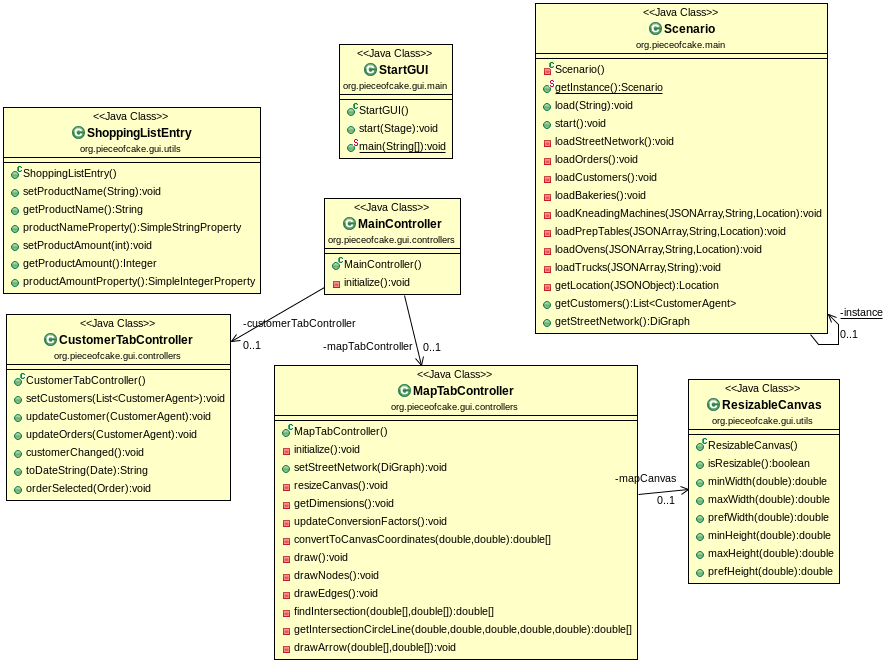 <<Java Class>>
ShoppingListEntry
org.pieceofcake.gui.utils
ShoppingListEntry()
setProductName(String):void
getProductName():String
productNameProperty():SimpleStringProperty
setProductAmount(int):void
getProductAmount():Integer
productAmountProperty():SimpleIntegerProperty
<<Java Class>>
StartGUI
org.pieceofcake.gui.main
StartGUI()
start(Stage):void
main(String[]):void
<<Java Class>>
Scenario
org.pieceofcake.main
Scenario()
getInstance():Scenario
load(String):void
start():void
loadStreetNetwork():void
loadOrders():void
loadCustomers():void
loadBakeries():void
loadKneadingMachines(JSONArray,String,Location):void
loadPrepTables(JSONArray,String,Location):void
loadOvens(JSONArray,String,Location):void
loadTrucks(JSONArray,String):void
getLocation(JSONObject):Location
getCustomers():List<CustomerAgent>
getStreetNetwork():DiGraph
-instance
0..1
<<Java Class>>
MainController
org.pieceofcake.gui.controllers
MainController()
initialize():void
-customerTabController
0..1
-mapTabController
0..1
<<Java Class>>
CustomerTabController
org.pieceofcake.gui.controllers
CustomerTabController()
setCustomers(List<CustomerAgent>):void
updateCustomer(CustomerAgent):void
updateOrders(CustomerAgent):void
customerChanged():void
toDateString(Date):String
orderSelected(Order):void
<<Java Class>>
MapTabController
org.pieceofcake.gui.controllers
MapTabController()
initialize():void
setStreetNetwork(DiGraph):void
resizeCanvas():void
getDimensions():void
updateConversionFactors():void
convertToCanvasCoordinates(double,double):double[]
draw():void
drawNodes():void
drawEdges():void
findIntersection(double[],double[]):double[]
getIntersectionCircleLine(double,double,double,double,double):double[]
drawArrow(double[],double[]):void
-mapCanvas
0..1
<<Java Class>>
ResizableCanvas
org.pieceofcake.gui.utils
ResizableCanvas()
isResizable():boolean
minWidth(double):double
maxWidth(double):double
prefWidth(double):double
minHeight(double):double
maxHeight(double):double
prefHeight(double):double